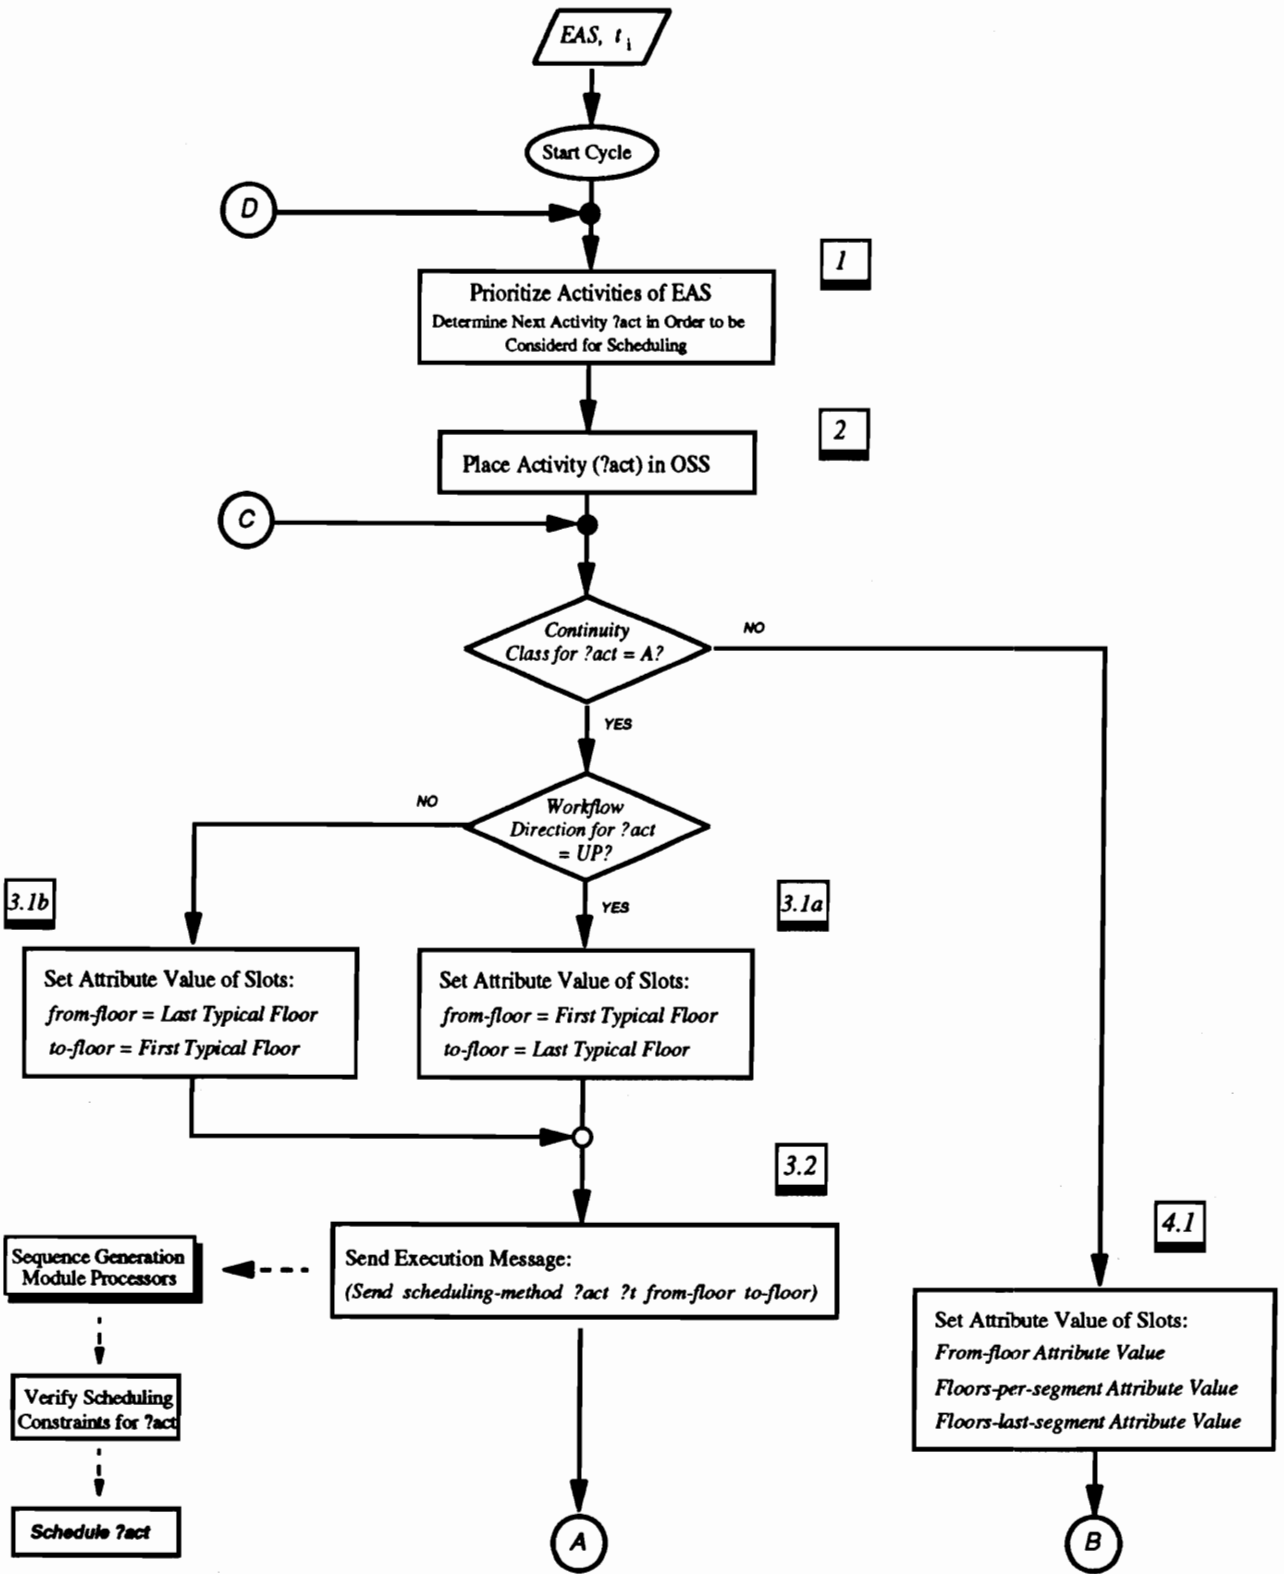 EAS, t i
Start Cycle
D
1
Prioritize Activities of EAS
Determine Next Activity ?act in Order to be
Considerd for Scheduling
2
Place Activity (?act) in OSS
C
Continuity
Class for ?act = A?
NO
YES
Workflow
Direction for ?act
= UP?
NO
YES
3.1b
3.1a
Set Attribute Value of Slots:
from-floor = Last Typical Floor
to-floor = First Typical Floor
Set Attribute Value of Slots:
from-floor = First Typical Floor
to-floor = Last Typical Floor
3.2
Send Execution Message:
(Send scheduling-method ?act ?t from-floor to-floor)
Sequence Generation
Module Processors
Verify Scheduling
Constraints for ?act
Schedule ?act
4.1
Set Attribute Value of Slots:
From-floor Attribute Value
Floors-per-segment Attribute Value
Floors-last-segment Attribute Value
A
B